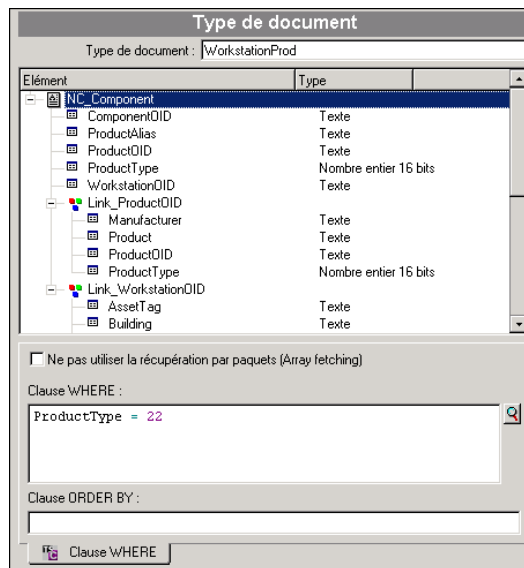 Type de document
Type de document : WorkstationProd
Elément Type
NC_Component
ComponentOID Texte
ProductAlias Texte
ProductOID Texte
ProductType Nombre entier 16 bits
WorkstationOID Texte
Link_ProductOID
Manufacturer Texte
Product Texte
ProductOID Texte
ProductType Nombre entier 16 bits
Link_WorkstationOID
AssetTag Texte
Building Texte
Ne pas utiliser la récupération par paquets (Array fetching)
Clause WHERE :
ProductType = 22
Clause ORDER BY :
Clause WHERE